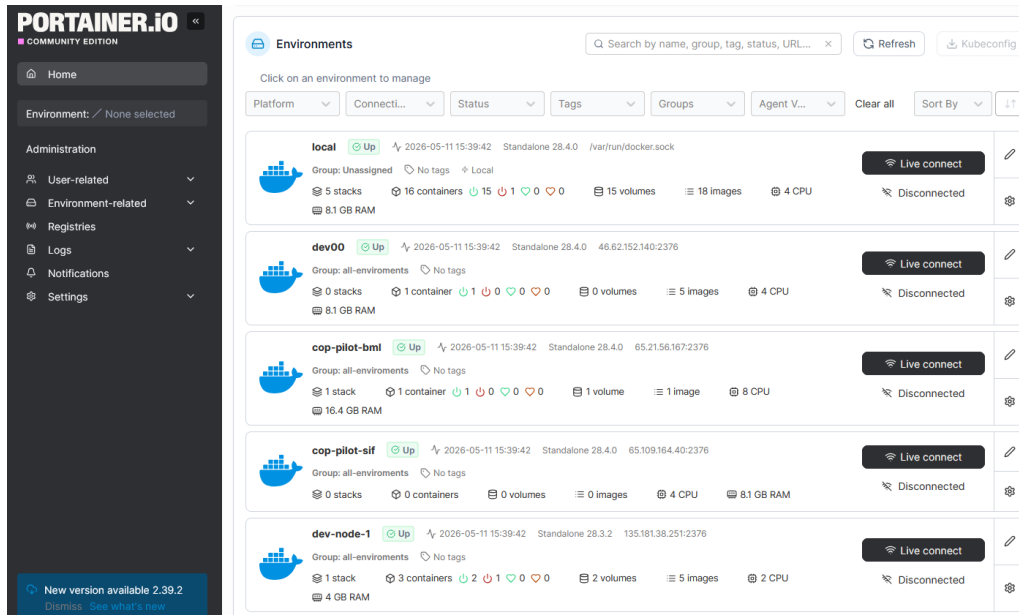 PORTAINER.IO
COMMUNITY EDITION
Home
Environment: / None selected
Administration
User-related
Environment-related
Registries
Logs
Notifications
Settings
New version available 2.39.2
Dismiss See what's new
Environments
Search by name, group, tag, status, URL...
Refresh
Kubeconfig
Click on an environment to manage
Platform Connecti... Status Tags Groups Agent V... Clear all Sort By
local Up 2026-05-11 15:39:42 Standalone 28.4.0 /var/run/docker.sock
Group: Unassigned No tags Local
5 stacks 16 containers 15 1 0 0 15 volumes 18 images 4 CPU
8.1 GB RAM
Live connect
Disconnected
dev00 Up 2026-05-11 15:39:42 Standalone 28.4.0 46.62.152.140:2376
Group: all-enviroments No tags
0 stacks 1 container 1 0 0 0 0 volumes 5 images 4 CPU
8.1 GB RAM
Live connect
Disconnected
cop-pilot-bml Up 2026-05-11 15:39:42 Standalone 28.4.0 65.21.56.167:2376
Group: all-enviroments No tags
1 stack 1 container 1 0 0 0 1 volume 1 image 8 CPU
16.4 GB RAM
Live connect
Disconnected
cop-pilot-sif Up 2026-05-11 15:39:42 Standalone 28.4.0 65.109.164.40:2376
Group: all-enviroments No tags
0 stacks 0 containers 0 volumes 0 images 4 CPU 8.1 GB RAM
Live connect
Disconnected
dev-node-1 Up 2026-05-11 15:39:42 Standalone 28.3.2 135.181.38.251:2376
Group: all-enviroments No tags
1 stack 3 containers 2 1 0 0 2 volumes 5 images 2 CPU
4 GB RAM
Live connect
Disconnected